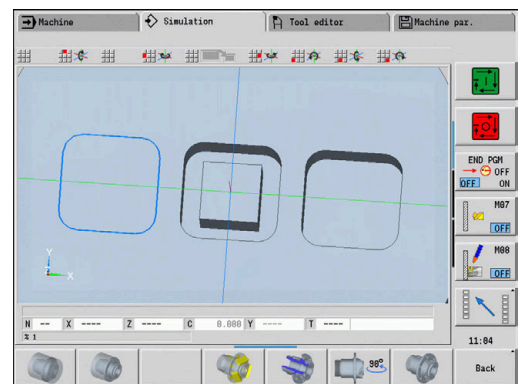 Machine
Simulation
Tool editor
Machine par.
END PGM
OFF
OFF ON
M07
OFF
M08
OFF
Y
X
N -- X ---- Z ---- C 0.000 Y ---- T ----
% 1
11:04
90°
Back